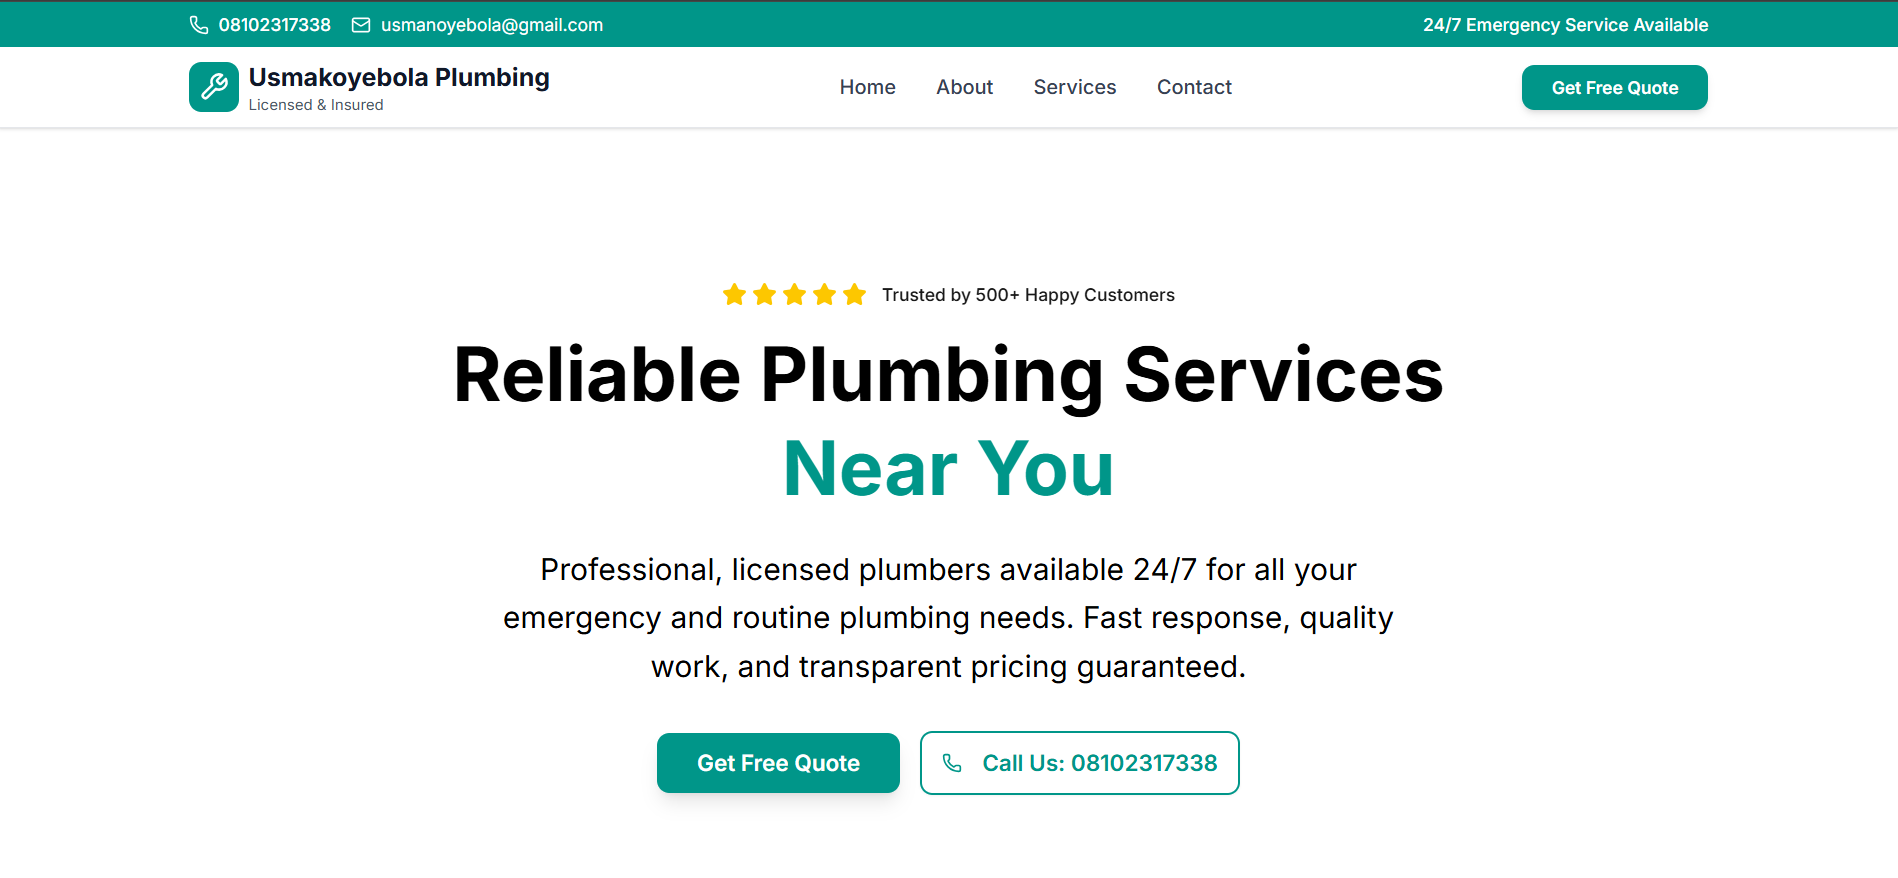 08102317338
usmanoyebola@gmail.com
24/7 Emergency Service Available
Usmakoyebola Plumbing
Licensed & Insured
Home
About
Services
Contact
Get Free Quote
Trusted by 500+ Happy Customers
Reliable Plumbing Services
Near You
Professional, licensed plumbers available 24/7 for all your
emergency and routine plumbing needs. Fast response, quality
work, and transparent pricing guaranteed.
Get Free Quote
Call Us: 08102317338